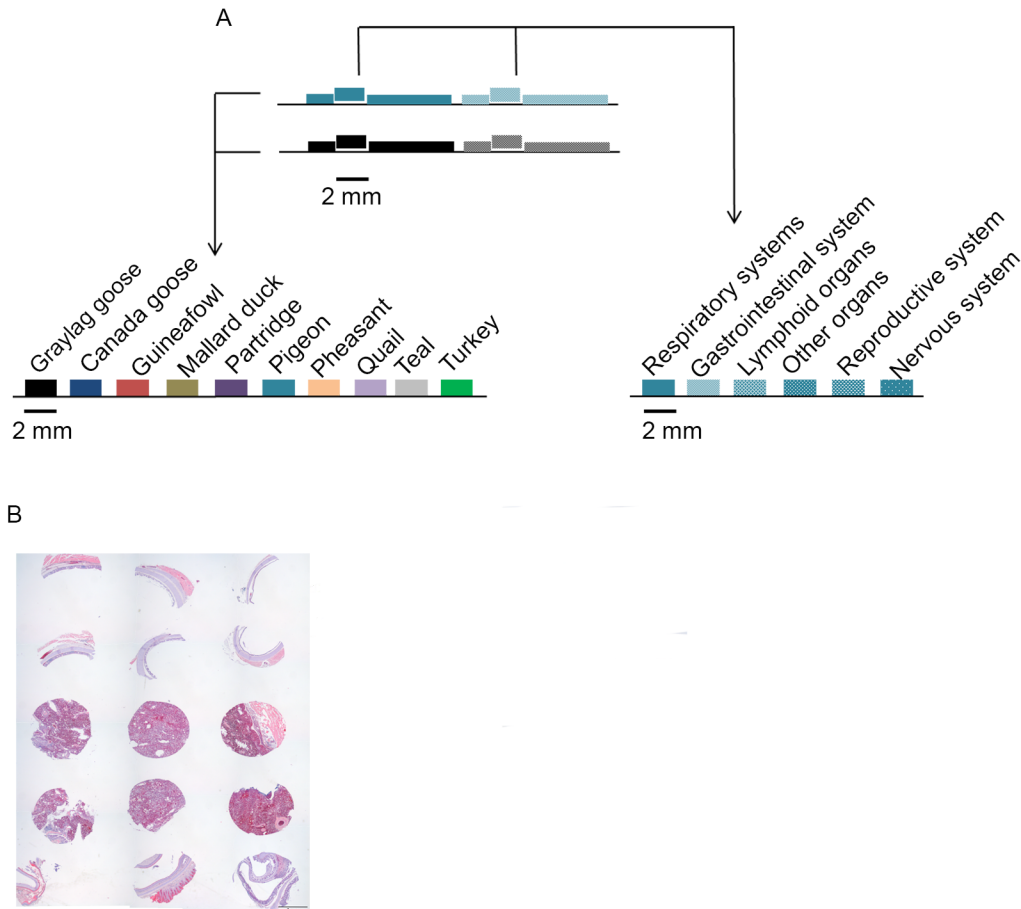 A
2 mm
Graylag goose
Canada goose
Guineafowl
Mallard duck
Partridge
Pigeon
Pheasant
Quail
Teal
Turkey
2 mm
Respiratory systems
Gastrointestinal system
Lymphoid organs
Other organs
Reproductive system
Nervous system
2 mm
B